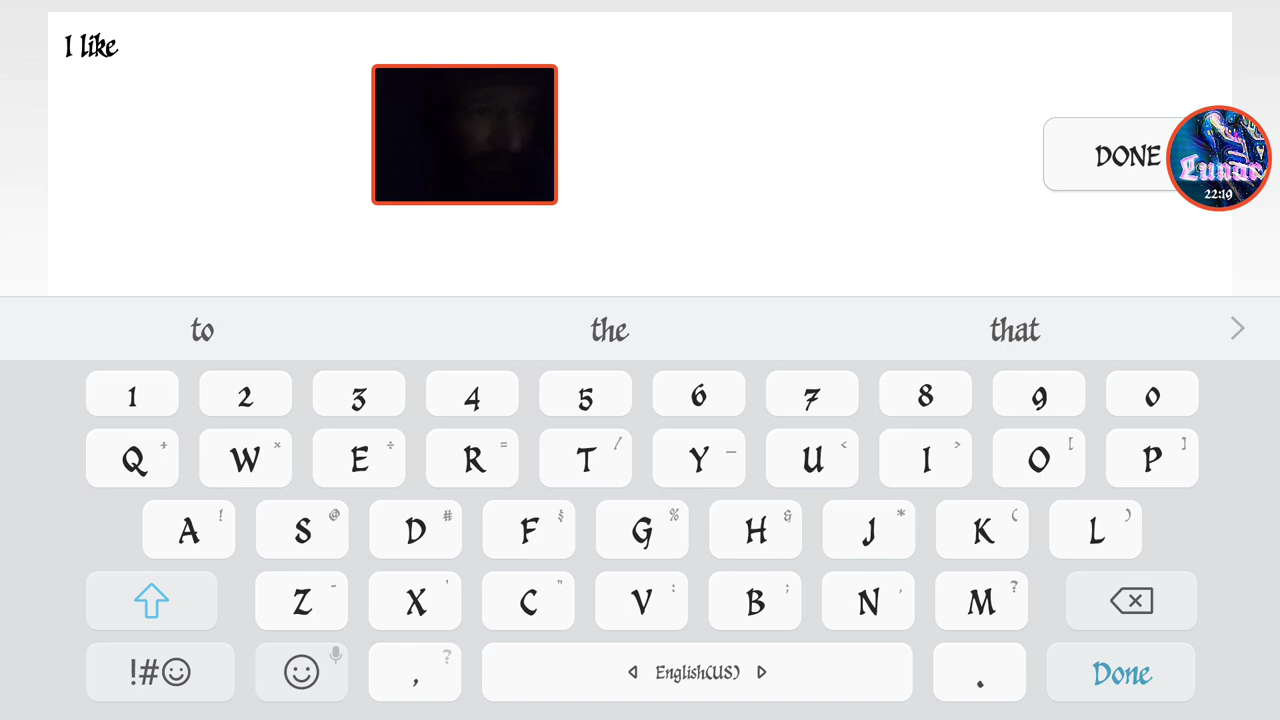 I like
DONE
Lunar
22:19
to the that
1 2 3 4 5 6 7 8 9 0
Q + W × E ÷ R = T / Y _ U < I > O [ P ]
A ! S @ D # F $ G % H & J * K ( L )
Z - X ' C " V : B ; N , M ?
!#☺ , ? English(US) . Done